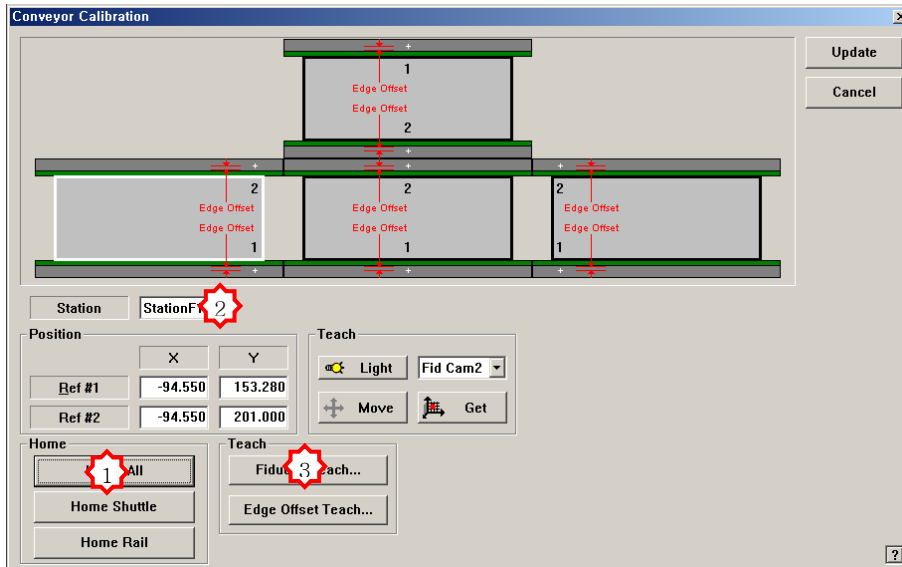 Conveyor Calibration
1
Edge Offset
Edge Offset
2
2
Edge Offset
Edge Offset
1
2
Edge Offset
Edge Offset
1
2
Edge Offset
Edge Offset
1
Update
Cancel
Station
2
Position
X
Y
Ref #1
-94.550
153.280
Ref #2
-94.550
201.000
Teach
Light
Fid Cam2
Move
Get
Home
1
All
Home Shuttle
Home Rail
Teach
3
Edge Offset Teach...
?